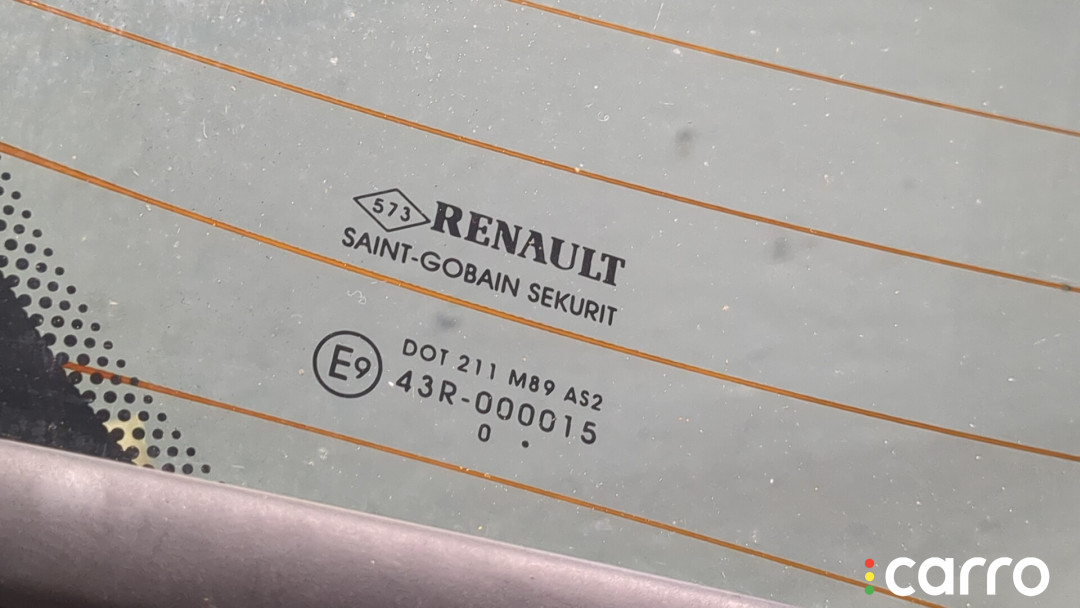 573 RENAULT
SAINT-GOBAIN SEKURIT
E9 DOT 211 M89 AS2
43R-000015
0 .
carro